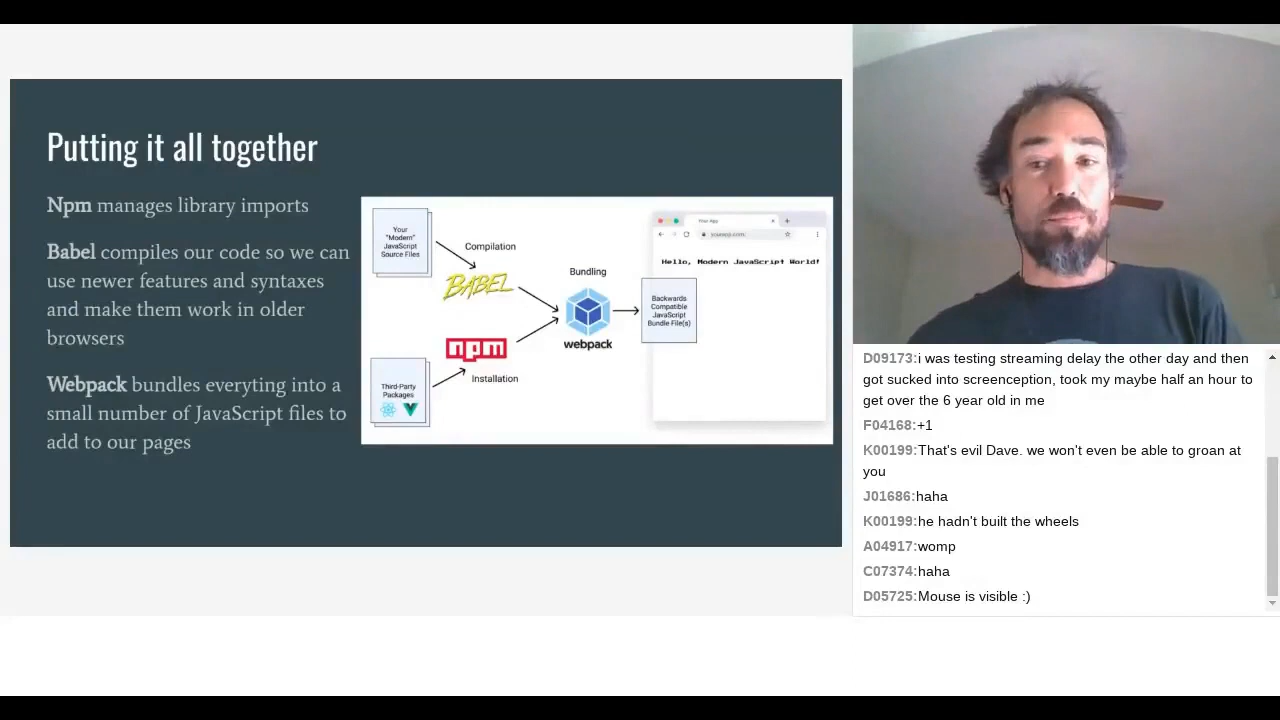 Putting it all together
Npm manages library imports
Babel compiles our code so we can
use newer features and syntaxes
and make them work in older
browsers
Webpack bundles everyting into a
small number of JavaScript files to
add to our pages
Your
"Modern"
JavaScript
Source Files
Compilation
BABEL
Third-Party
Packages
npm
Installation
Bundling
webpack
Your App
Hello, Modern JavaScript World!
Backwards
Compatible
JavaScript
Bundle File(s)
D09173:i was testing streaming delay the other day and then
got sucked into screenception, took my maybe half an hour to
get over the 6 year old in me
F04168:+1
K00199:That's evil Dave. we won't even be able to groan at
you
J01686:haha
K00199:he hadn't built the wheels
A04917:womp
C07374:haha
D05725:Mouse is visible :)